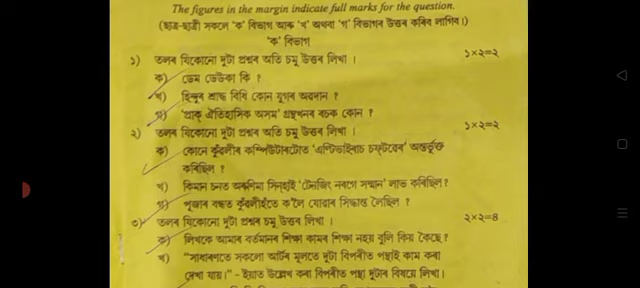 The figures in the margin indicate full marks for the question.
(ছাত্ৰ-ছাত্ৰী সকলে 'ক' বিভাগ আৰু 'খ' অথবা 'গ' বিভাগৰ উত্তৰ কৰিব লাগিব।)
'ক' বিভাগ
১) তলৰ যিকোনো দুটা প্ৰশ্নৰ অতি চমু উত্তৰ লিখা। ১×২=২
ক) ডেম ডেউকা কি ?
খ) হিন্দুৰ শ্ৰাদ্ধ বিধি কোন যুগৰ অৱদান ?
গ) 'প্ৰাক্ ঐতিহাসিক অসম' গ্ৰন্থখনৰ ৰচক কোন ?
২) তলৰ যিকোনো দুটা প্ৰশ্নৰ অতি চমু উত্তৰ লিখা। ১×২=২
ক) কোনে কুঁৱলীৰ কম্পিউটাৰটোত 'এণ্টিভাইৰাচ চফ্টৱেৰ' অন্তৰ্ভুক্ত
কৰিছিল ?
খ) কিমান চনত অৰুণিমা সিন্‌হাই 'টেনজিং নৰগে সন্মান' লাভ কৰিছিল?
গ) পূজাৰ বন্ধত কুঁৱলীহঁতে ক'লৈ যোৱাৰ সিদ্ধান্ত লৈছিল ?
৩) তলৰ যিকোনো দুটা প্ৰশ্নৰ চমু উত্তৰ লিখা। ২×২=৪
ক) লিখকে আমাৰ বৰ্তমানৰ শিক্ষা কামৰ শিক্ষা নহয় বুলি কিয় কৈছে?
খ) "সাধাৰণতে সকলো আৰ্টৰ মূলতে দুটা বিপৰীত পন্থাই কাম কৰা
দেখা যায়।" - ইয়াত উল্লেখ কৰা বিপৰীত পন্থা দুটাৰ বিষয়ে লিখা।